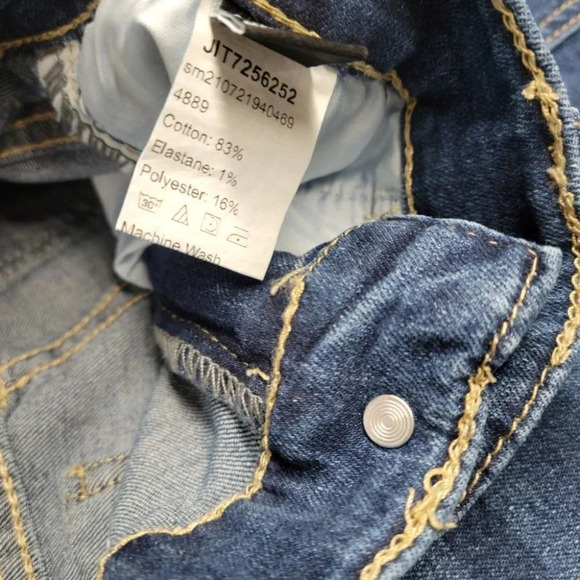 JIT7256252
sm210721940469
4889
Cotton: 83%
Elastane: 1%
Polyester: 16%
30°
Machine Wash